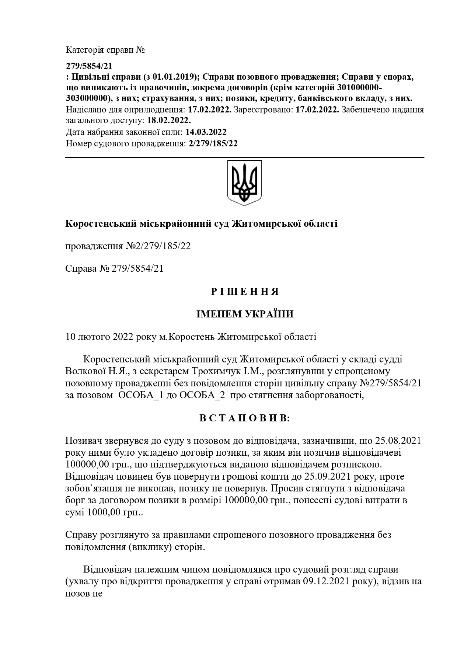 Категорія справи №
279/5854/21
: Цивільні справи (з 01.01.2019); Справи позовного провадження; Справи у спорах,
що виникають із правочинів, зокрема договорів (крім категорій 301000000-
303000000), з них; страхування, з них; позики, кредиту, банківського вкладу, з них.
Надіслано для оприлюднення: 17.02.2022. Зареєстровано: 17.02.2022. Забезпечено надання
загального доступу: 18.02.2022.
Дата набрання законної сили: 14.03.2022
Номер судового провадження: 2/279/185/22
Коростенський міськрайонний суд Житомирської області
провадження №2/279/185/22
Справа № 279/5854/21
Р І Ш Е Н Н Я
ІМЕНЕМ УКРАЇНИ
10 лютого 2022 року м.Коростень Житомирської області
Коростенський міськрайонний суд Житомирської області у складі судді
Волкової Н.Я., з секретарем Трохимчук І.М., розглянувши у спрощеному
позовному провадженні без повідомлення сторін цивільну справу №279/5854/21
за позовом ОСОБА_1 до ОСОБА_2 про стягнення заборгованості,
В С Т А Н О В И В:
Позивач звернувся до суду з позовом до відповідача, зазначивши, що 25.08.2021
року ними було укладено договір позики, за яким він позичив відповідачеві
100000,00 грн., що підтверджуються виданою відповідачем розпискою.
Відповідач повинен був повернути грошові кошти до 25.09.2021 року, проте
зобов'язання не виконав, позику не повернув. Просив стягнути з відповідача
борг за договором позики в розмірі 100000,00 грн., понесені судові витрати в
сумі 1000,00 грн..
Справу розглянуто за правилами спрощеного позовного провадження без
повідомлення (виклику) сторін.
Відповідач належним чином повідомлявся про судовий розгляд справи
(ухвалу про відкриття провадження у справі отримав 09.12.2021 року), відзив на
позов не